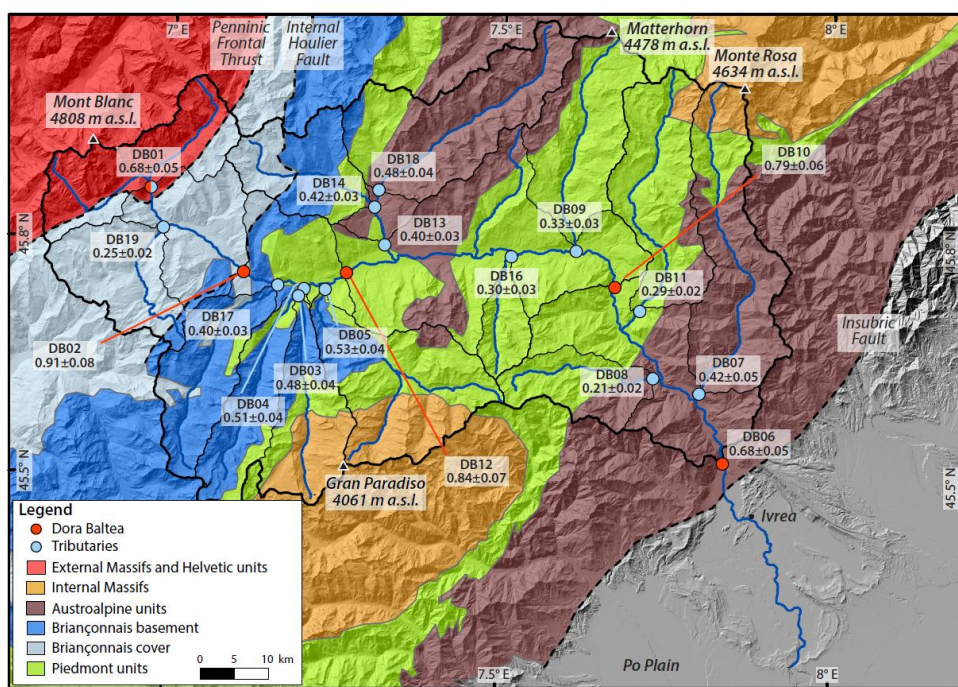 7° E
Penninic
Frontal
Thrust
Internal
Houlier
Fault
7.5° E
Matterhorn
4478 m a.s.l.
8° E
Monte Rosa
4634 m a.s.l.
Mont Blanc
4808 m a.s.l.
DB01
0.68±0.05
DB18
0.48±0.04
DB10
0.79±0.06
DB14
0.42±0.03
DB13
0.40±0.03
DB09
0.33±0.03
45.8° N
45.8° N
DB19
0.25±0.02
DB16
0.30±0.03
DB11
0.29±0.02
DB17
0.40±0.03
DB05
0.53±0.04
Insubric
Fault
DB02
0.91±0.08
DB03
0.48±0.04
DB08
0.21±0.02
DB07
0.42±0.05
DB04
0.51±0.04
DB06
0.68±0.05
DB12
0.84±0.07
45.5° N
45.5° N
Gran Paradiso
4061 m a.s.l.
Ivrea
Legend
Dora Baltea
Tributaries
External Massifs and Helvetic units
Internal Massifs
Austroalpine units
Briançonnais basement
Briançonnais cover
Piedmont units
0 5 10 km
7.5° E
Po Plain
8° E